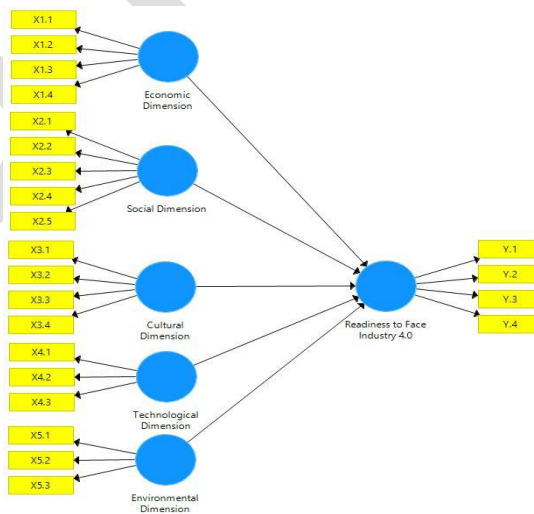 X1.1
X1.2
X1.3
X1.4
Economic
Dimension
X2.1
X2.2
X2.3
X2.4
X2.5
Social Dimension
X3.1
X3.2
X3.3
X3.4
Cultural
Dimension
X4.1
X4.2
X4.3
Technological
Dimension
X5.1
X5.2
X5.3
Environmental
Dimension
Readiness to Face
Industry 4.0
Y.1
Y.2
Y.3
Y.4